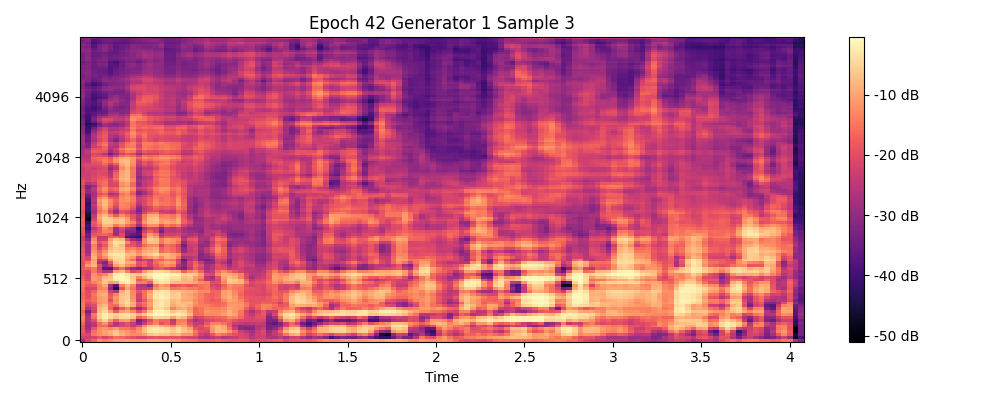 Epoch 42 Generator 1 Sample 3
Hz
4096
2048
1024
512
0
0 0.5 1 1.5 2 2.5 3 3.5 4
Time
-10 dB
-20 dB
-30 dB
-40 dB
-50 dB